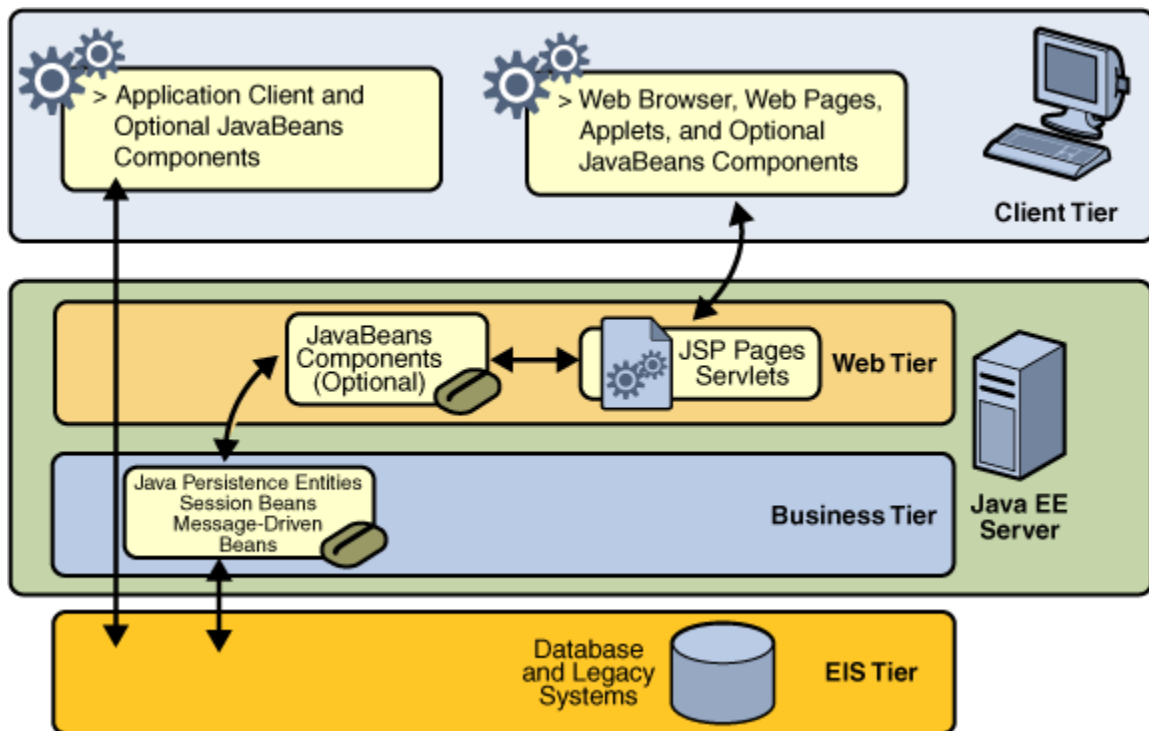 > Application Client and
Optional JavaBeans
Components
> Web Browser, Web Pages,
Applets, and Optional
JavaBeans Components
Client Tier
JavaBeans
Components
(Optional)
JSP Pages
Servlets
Web Tier
Java Persistence Entities
Session Beans
Message-Driven
Beans
Business Tier
Java EE
Server
Database
and Legacy
Systems
EIS Tier